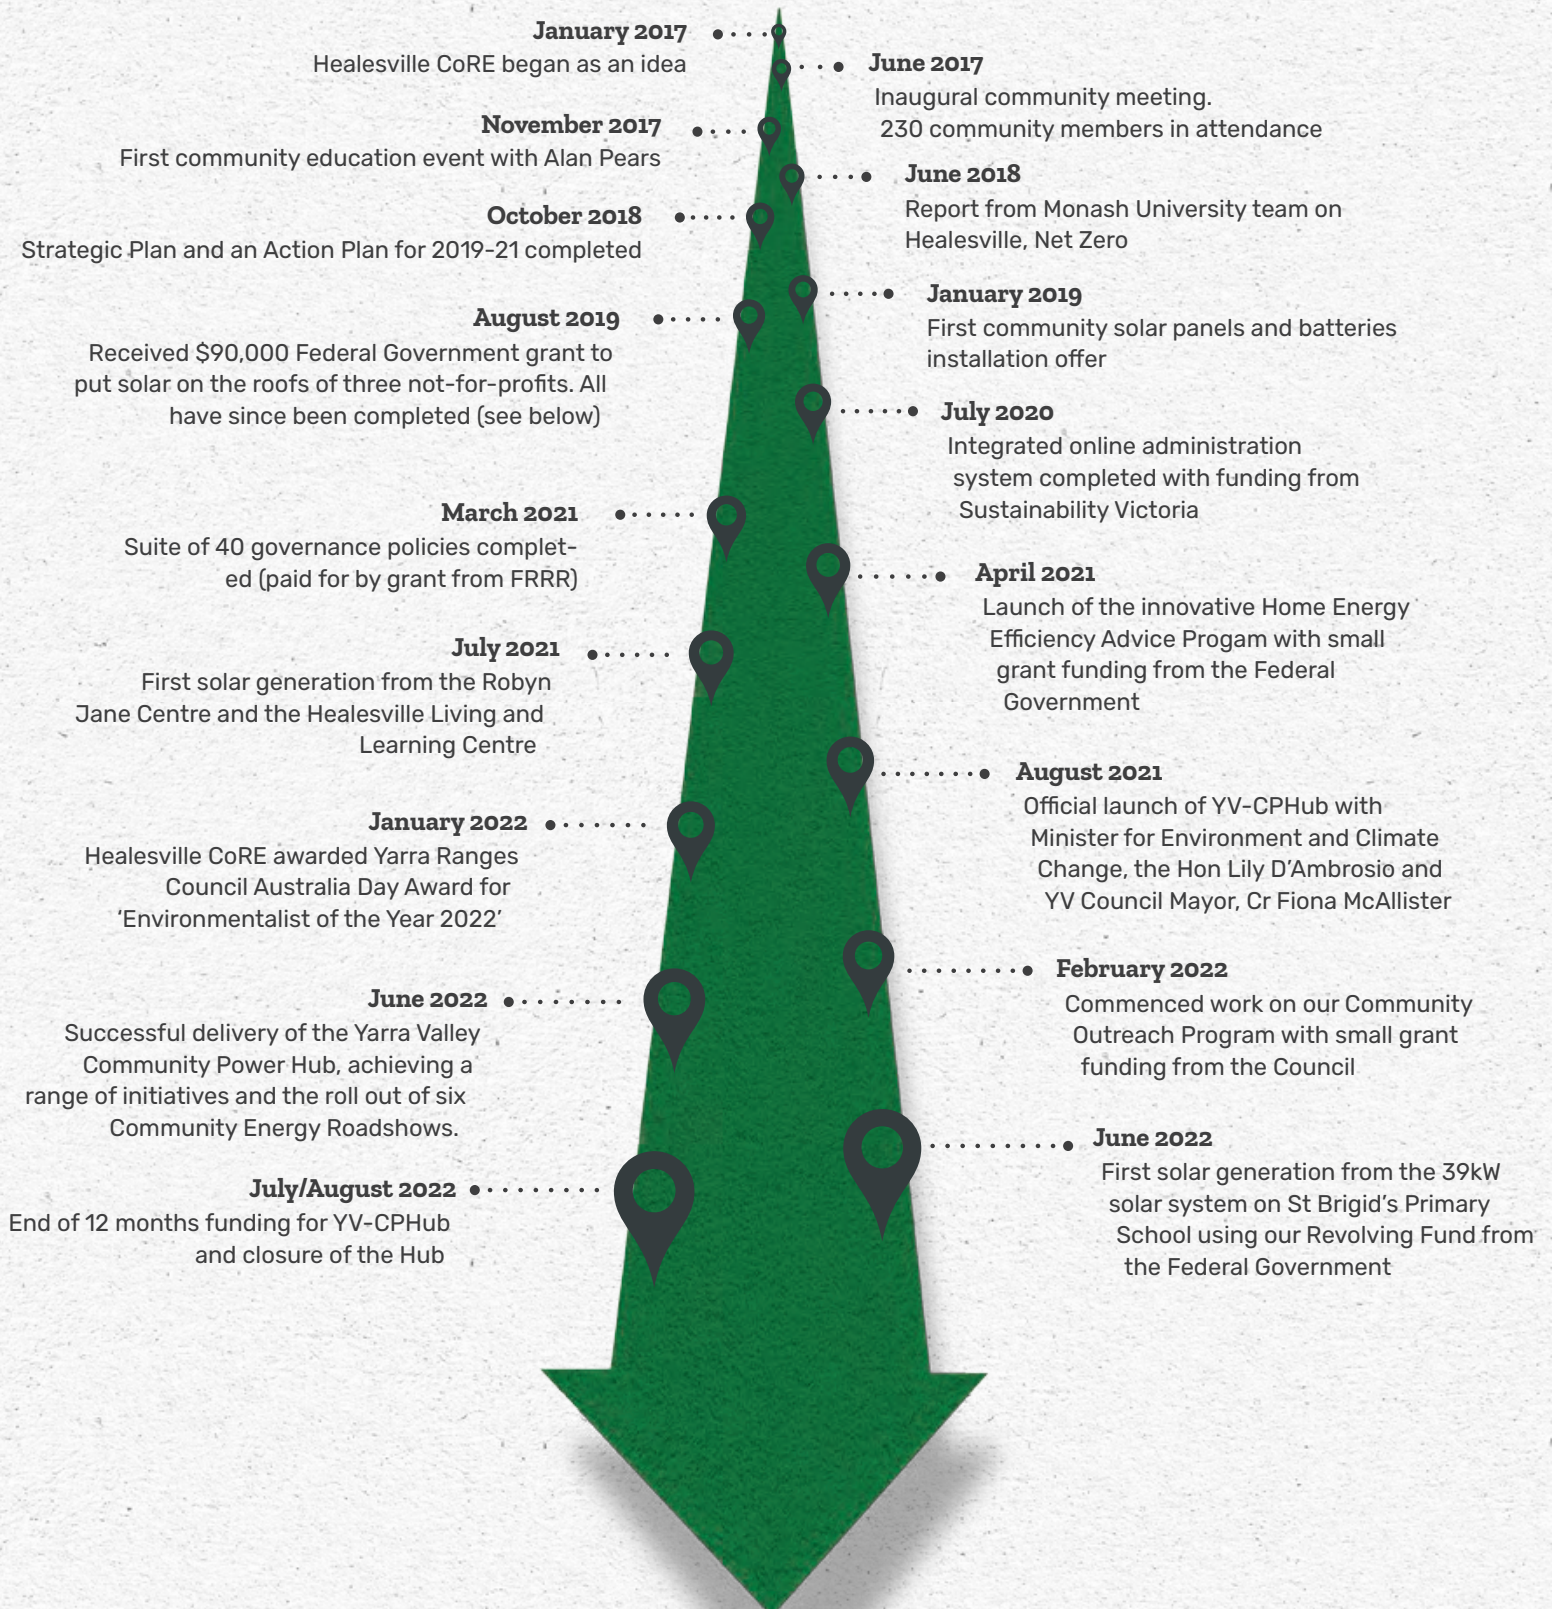 January 2017
Healesville CoRE began as an idea
June 2017
Inaugural community meeting.
230 community members in attendance
November 2017
First community education event with Alan Pears
June 2018
Report from Monash University team on
Healesville, Net Zero
October 2018
Strategic Plan and an Action Plan for 2019-21 completed
January 2019
First community solar panels and batteries
installation offer
August 2019
Received $90,000 Federal Government grant to
put solar on the roofs of three not-for-profits. All
have since been completed (see below)
July 2020
Integrated online administration
system completed with funding from
Sustainability Victoria
March 2021
Suite of 40 governance policies complet-
ed (paid for by grant from FRRR)
April 2021
Launch of the innovative Home Energy
Efficiency Advice Progam with small
grant funding from the Federal
Government
July 2021
First solar generation from the Robyn
Jane Centre and the Healesville Living and
Learning Centre
August 2021
Official launch of YV-CPHub with
Minister for Environment and Climate
Change, the Hon Lily D'Ambrosio and
YV Council Mayor, Cr Fiona McAllister
January 2022
Healesville CoRE awarded Yarra Ranges
Council Australia Day Award for
‘Environmentalist of the Year 2022’
February 2022
Commenced work on our Community
Outreach Program with small grant
funding from the Council
June 2022
Successful delivery of the Yarra Valley
Community Power Hub, achieving a
range of initiatives and the roll out of six
Community Energy Roadshows.
June 2022
First solar generation from the 39kW
solar system on St Brigid's Primary
School using our Revolving Fund from
the Federal Government
July/August 2022
End of 12 months funding for YV-CPHub
and closure of the Hub